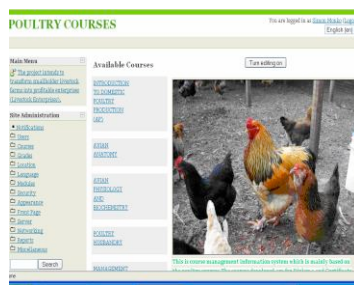 POULTRY COURSES
You are logged in as
English (en)
Main Menu
The project intends to
transform smallholder livestock
farms into profitable enterprise
(Livestock Enterprises).
Site Administration
Notifications
Users
Courses
Grades
Location
Language
Modules
Security
Appearance
Front Page
Server
Networking
Reports
Miscellaneous
Search
Available Courses
INTRODUCTION
TO DOMESTIC
POULTRY
PRODUCTION
AVIAN
ANATOMY
AVIAN
PHYSIOLOGY
AND
BIOCHEMISTRY
POULTRY
HUSBANDRY
MANAGEMENT
Turn editing on
This is course management Information system which is mainly based on